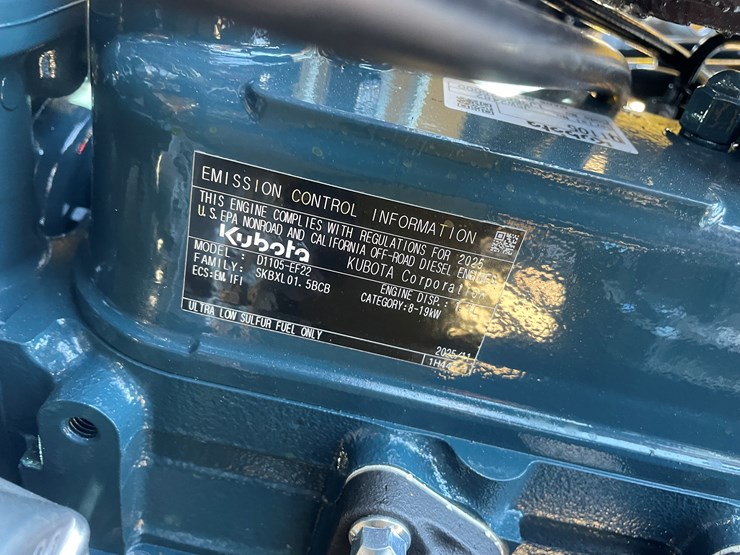 EMISSION CONTROL INFORMATION
THIS ENGINE COMPLIES WITH REGULATIONS FOR 2025
U.S. EPA NONROAD AND CALIFORNIA OFF-ROAD DIESEL
Kubota KUBOTA Corporation
MODEL: D1105-EF22 ENGINE DISP.:
FAMILY: SKBXL01.5BCB CATEGORY:8-19kW
ECS:EM IFI
ULTRA LOW SULFUR FUEL ONLY 2025/11